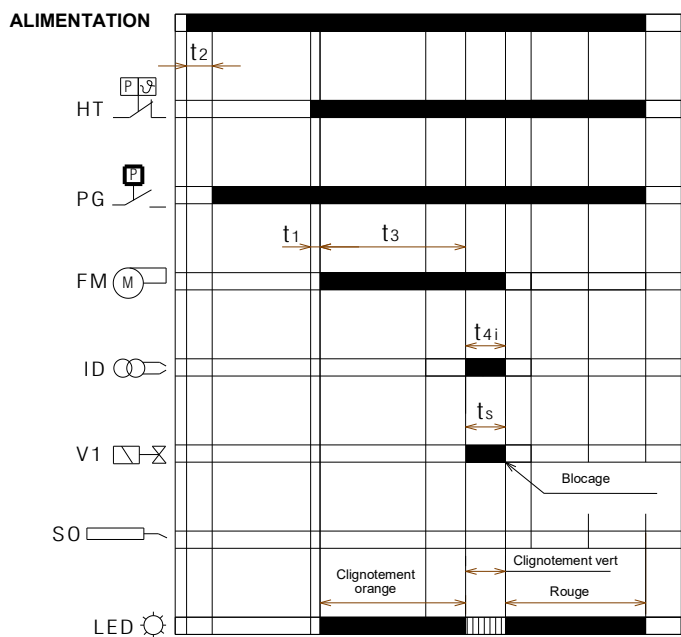 ALIMENTATION
t2
P ϑ
HT
P
PG
t1 t3
FM M
t4i
ID
ts
V1
Blocage
SO
Clignotement vert
Clignotement
orange
Rouge
LED